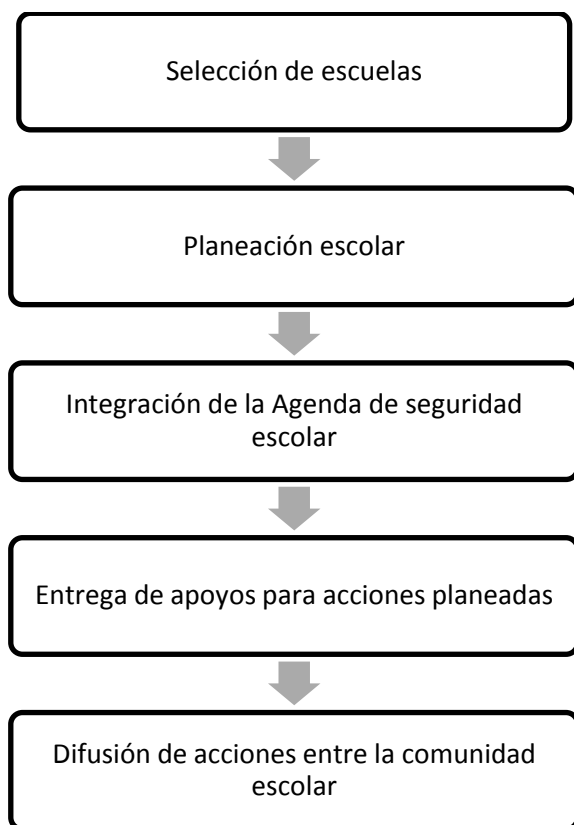 Selección de escuelas
Planeación escolar
Integración de la Agenda de seguridad
escolar
Entrega de apoyos para acciones planeadas
Difusión de acciones entre la comunidad
escolar